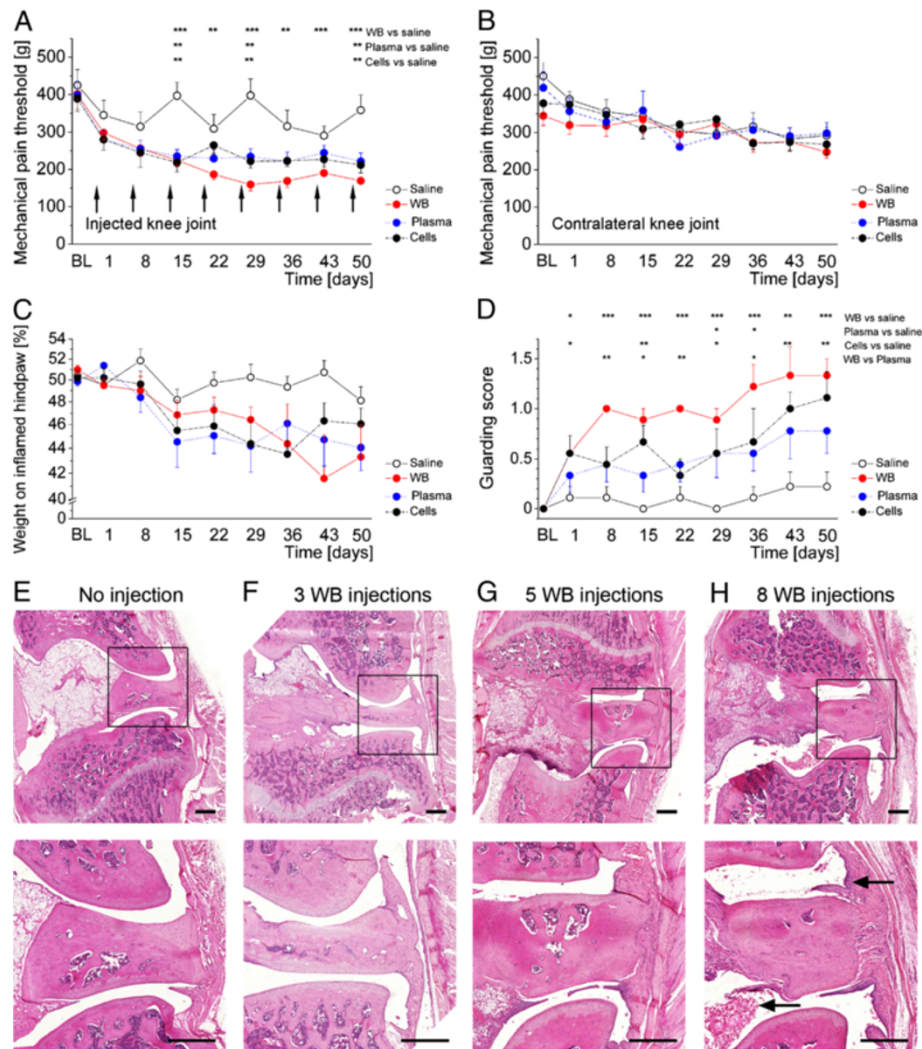 A
*** ** *** ** *** *** WB vs saline
** ** ** Plasma vs saline
** ** ** Cells vs saline
Mechanical pain threshold [g]
500
400
300
200
100
0
Injected knee joint
BL 1 8 15 22 29 36 43 50
Time [days]
Saline
WB
Plasma
Cells
B
Mechanical pain threshold [g]
500
400
300
200
100
0
Contralateral knee joint
BL 1 8 15 22 29 36 43 50
Time [days]
Saline
WB
Plasma
Cells
C
Weight on inflamed hindpaw [%]
54
52
50
48
46
44
42
40
0
BL 1 8 15 22 29 36 43 50
Time [days]
Saline
WB
Plasma
Cells
D
* *** *** *** *** *** ** *** WB vs saline
* * Plasma vs saline
* ** * ** ** Cells vs saline
** * ** * WB vs Plasma
Guarding score
1.5
1.0
0.5
0
BL 1 8 15 22 29 36 43 50
Time [days]
Saline
WB
Plasma
Cells
E No injection
F 3 WB injections
G 5 WB injections
H 8 WB injections